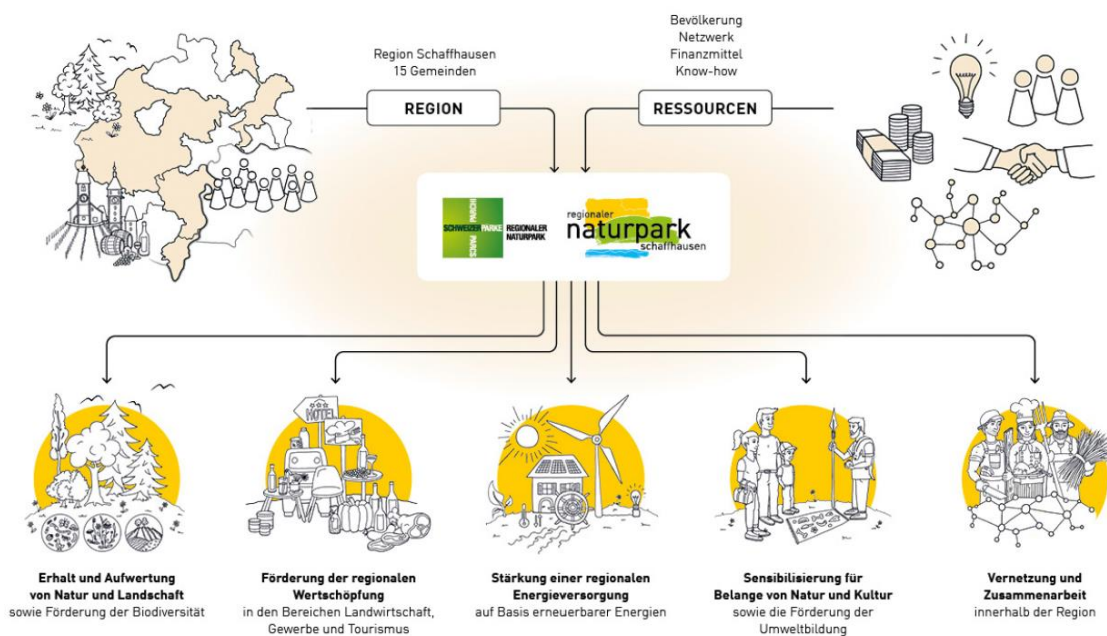 Region Schaffhausen
15 Gemeinden
REGION
Bevölkerung
Netzwerk
Finanzmittel
Know-how
RESSOURCEN
SCHWEIZER PARKE
PARCHI
PARCS
REGIONALER
NATURPARK
regionaler
naturpark
schaffhausen
HOTEL
Erhalt und Aufwertung
von Natur und Landschaft
sowie Förderung der Biodiversität
Förderung der regionalen
Wertschöpfung
in den Bereichen Landwirtschaft,
Gewerbe und Tourismus
Stärkung einer regionalen
Energieversorgung
auf Basis erneuerbarer Energien
Sensibilisierung für
Belange von Natur und Kultur
sowie die Förderung der
Umweltbildung
Vernetzung und
Zusammenarbeit
innerhalb der Region